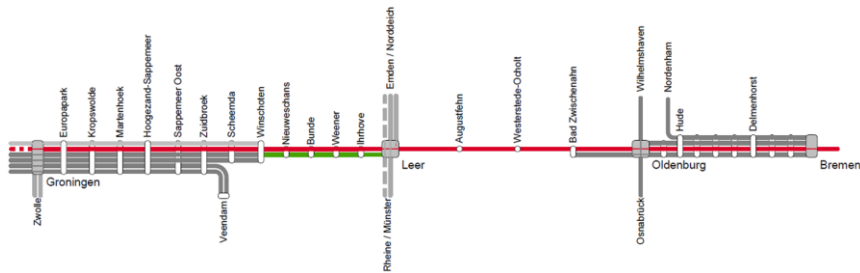 Europapark
Kropswolde
Martenhoek
Hoogezand-Sappemeer
Sappemeer Oost
Zuidbroek
Scheemda
Winschoten
Nieuweschans
Bunde
Weener
Ihrhove
Emden / Norddeich
Augustfehn
Westerstede-Ocholt
Bad Zwischenahn
Wilhelmshaven
Nordenham
Hude
Delmenhorst
Groningen
Leer
Oldenburg
Bremen
Zwolle
Veendam
Rheine / Münster
Osnabrück